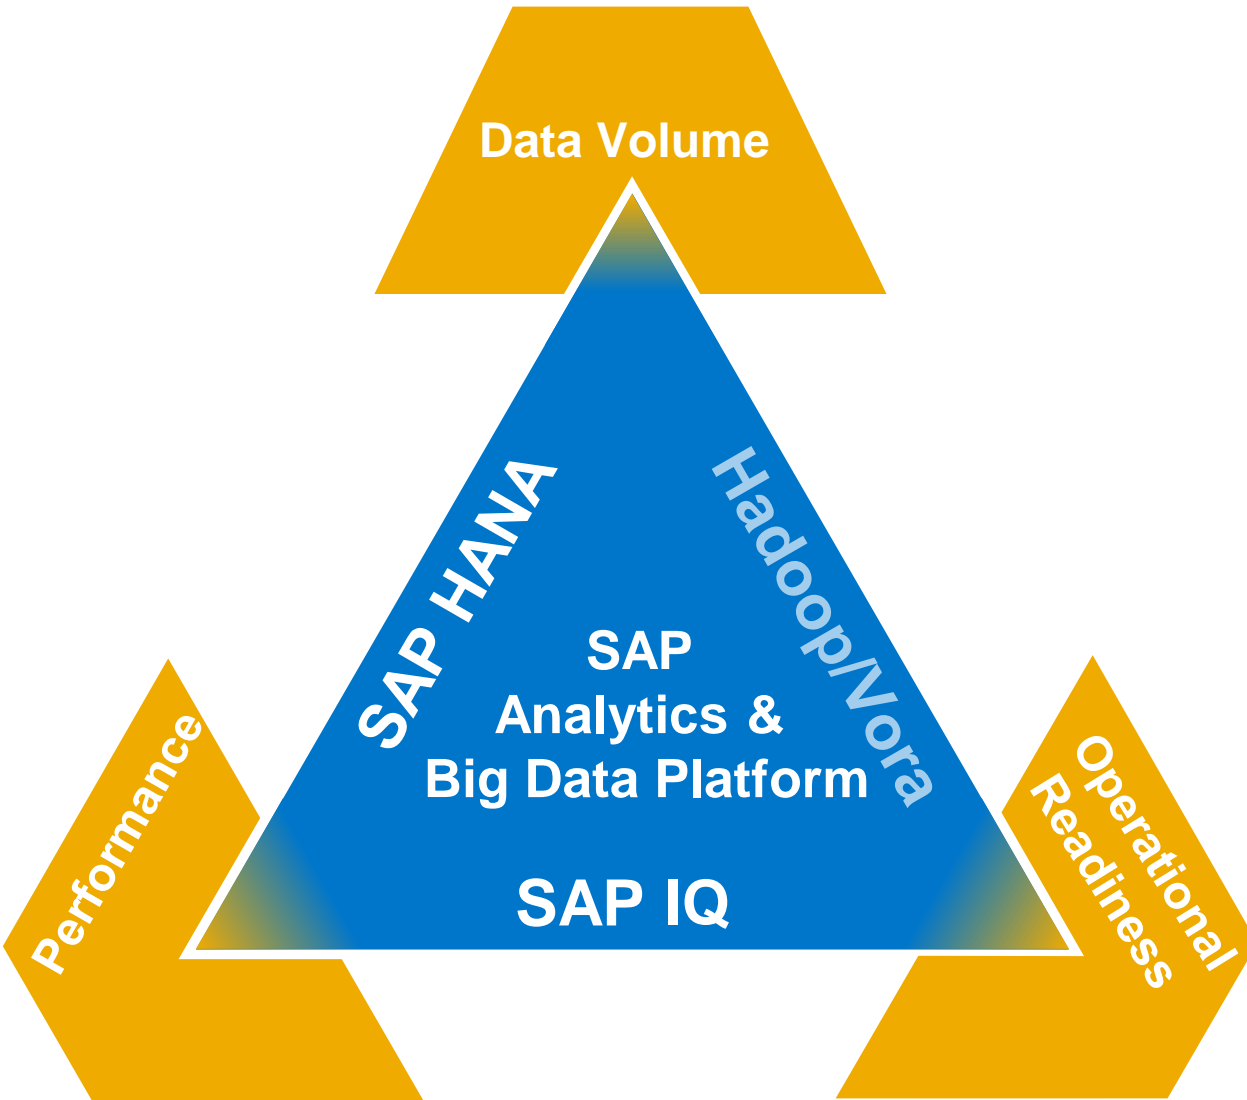 Data Volume
SAP HANA
Hadoop/Vora
SAP
Analytics &
Big Data Platform
SAP IQ
Performance
Operational
Readiness